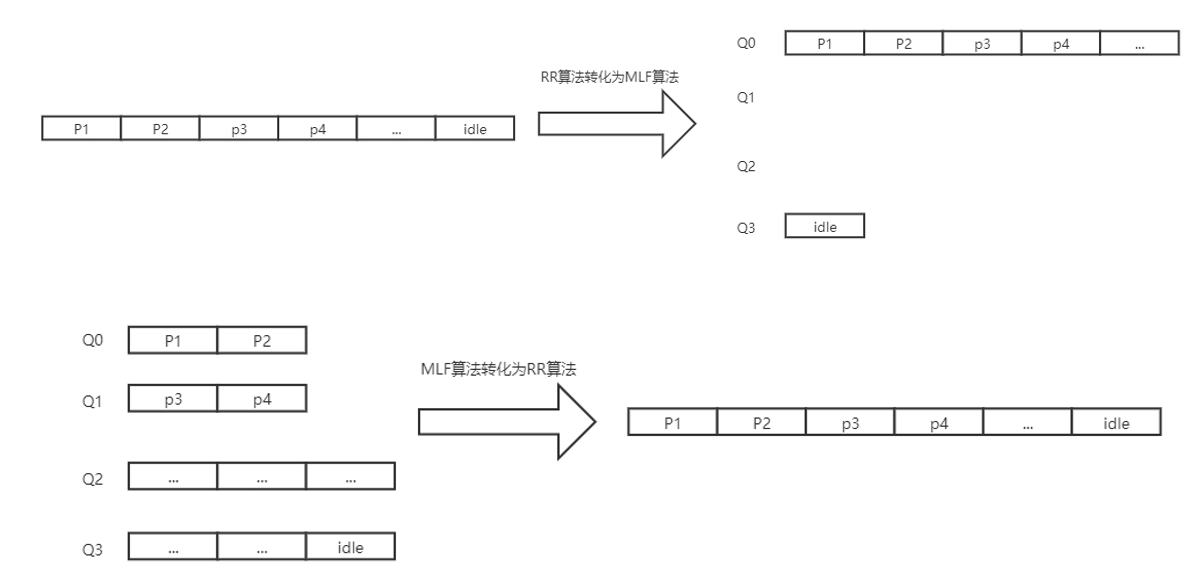 RR算法转化为MLF算法
P1 P2 p3 p4 ... idle
Q0 P1 P2 p3 p4 ...
Q1
Q2
Q3 idle
MLF算法转化为RR算法
Q0 P1 P2
Q1 p3 p4
Q2 ... ... ...
Q3 ... ... idle
P1 P2 p3 p4 ... idle